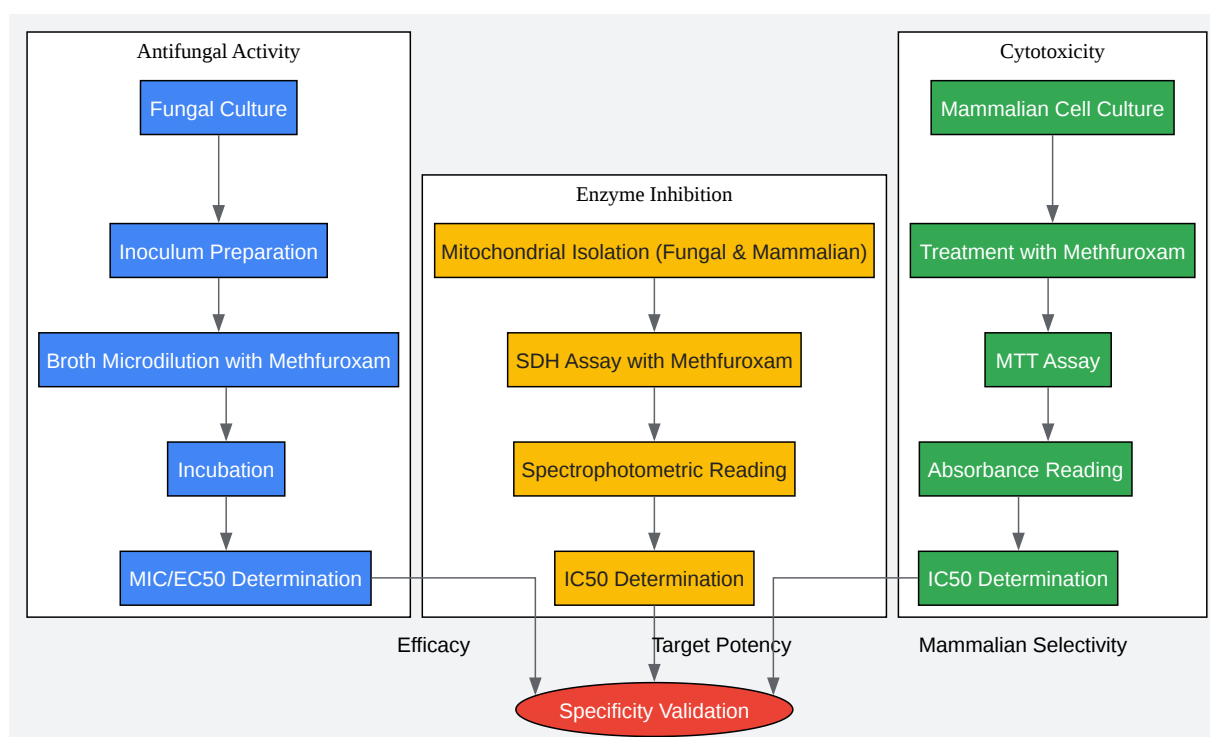 Antifungal Activity
Fungal Culture
Inoculum Preparation
Broth Microdilution with Methfuroxam
Incubation
MIC/EC50 Determination
Enzyme Inhibition
Mitochondrial Isolation (Fungal & Mammalian)
SDH Assay with Methfuroxam
Spectrophotometric Reading
IC50 Determination
Cytotoxicity
Mammalian Cell Culture
Treatment with Methfuroxam
MTT Assay
Absorbance Reading
IC50 Determination
Efficacy
Target Potency
Mammalian Selectivity
Specificity Validation